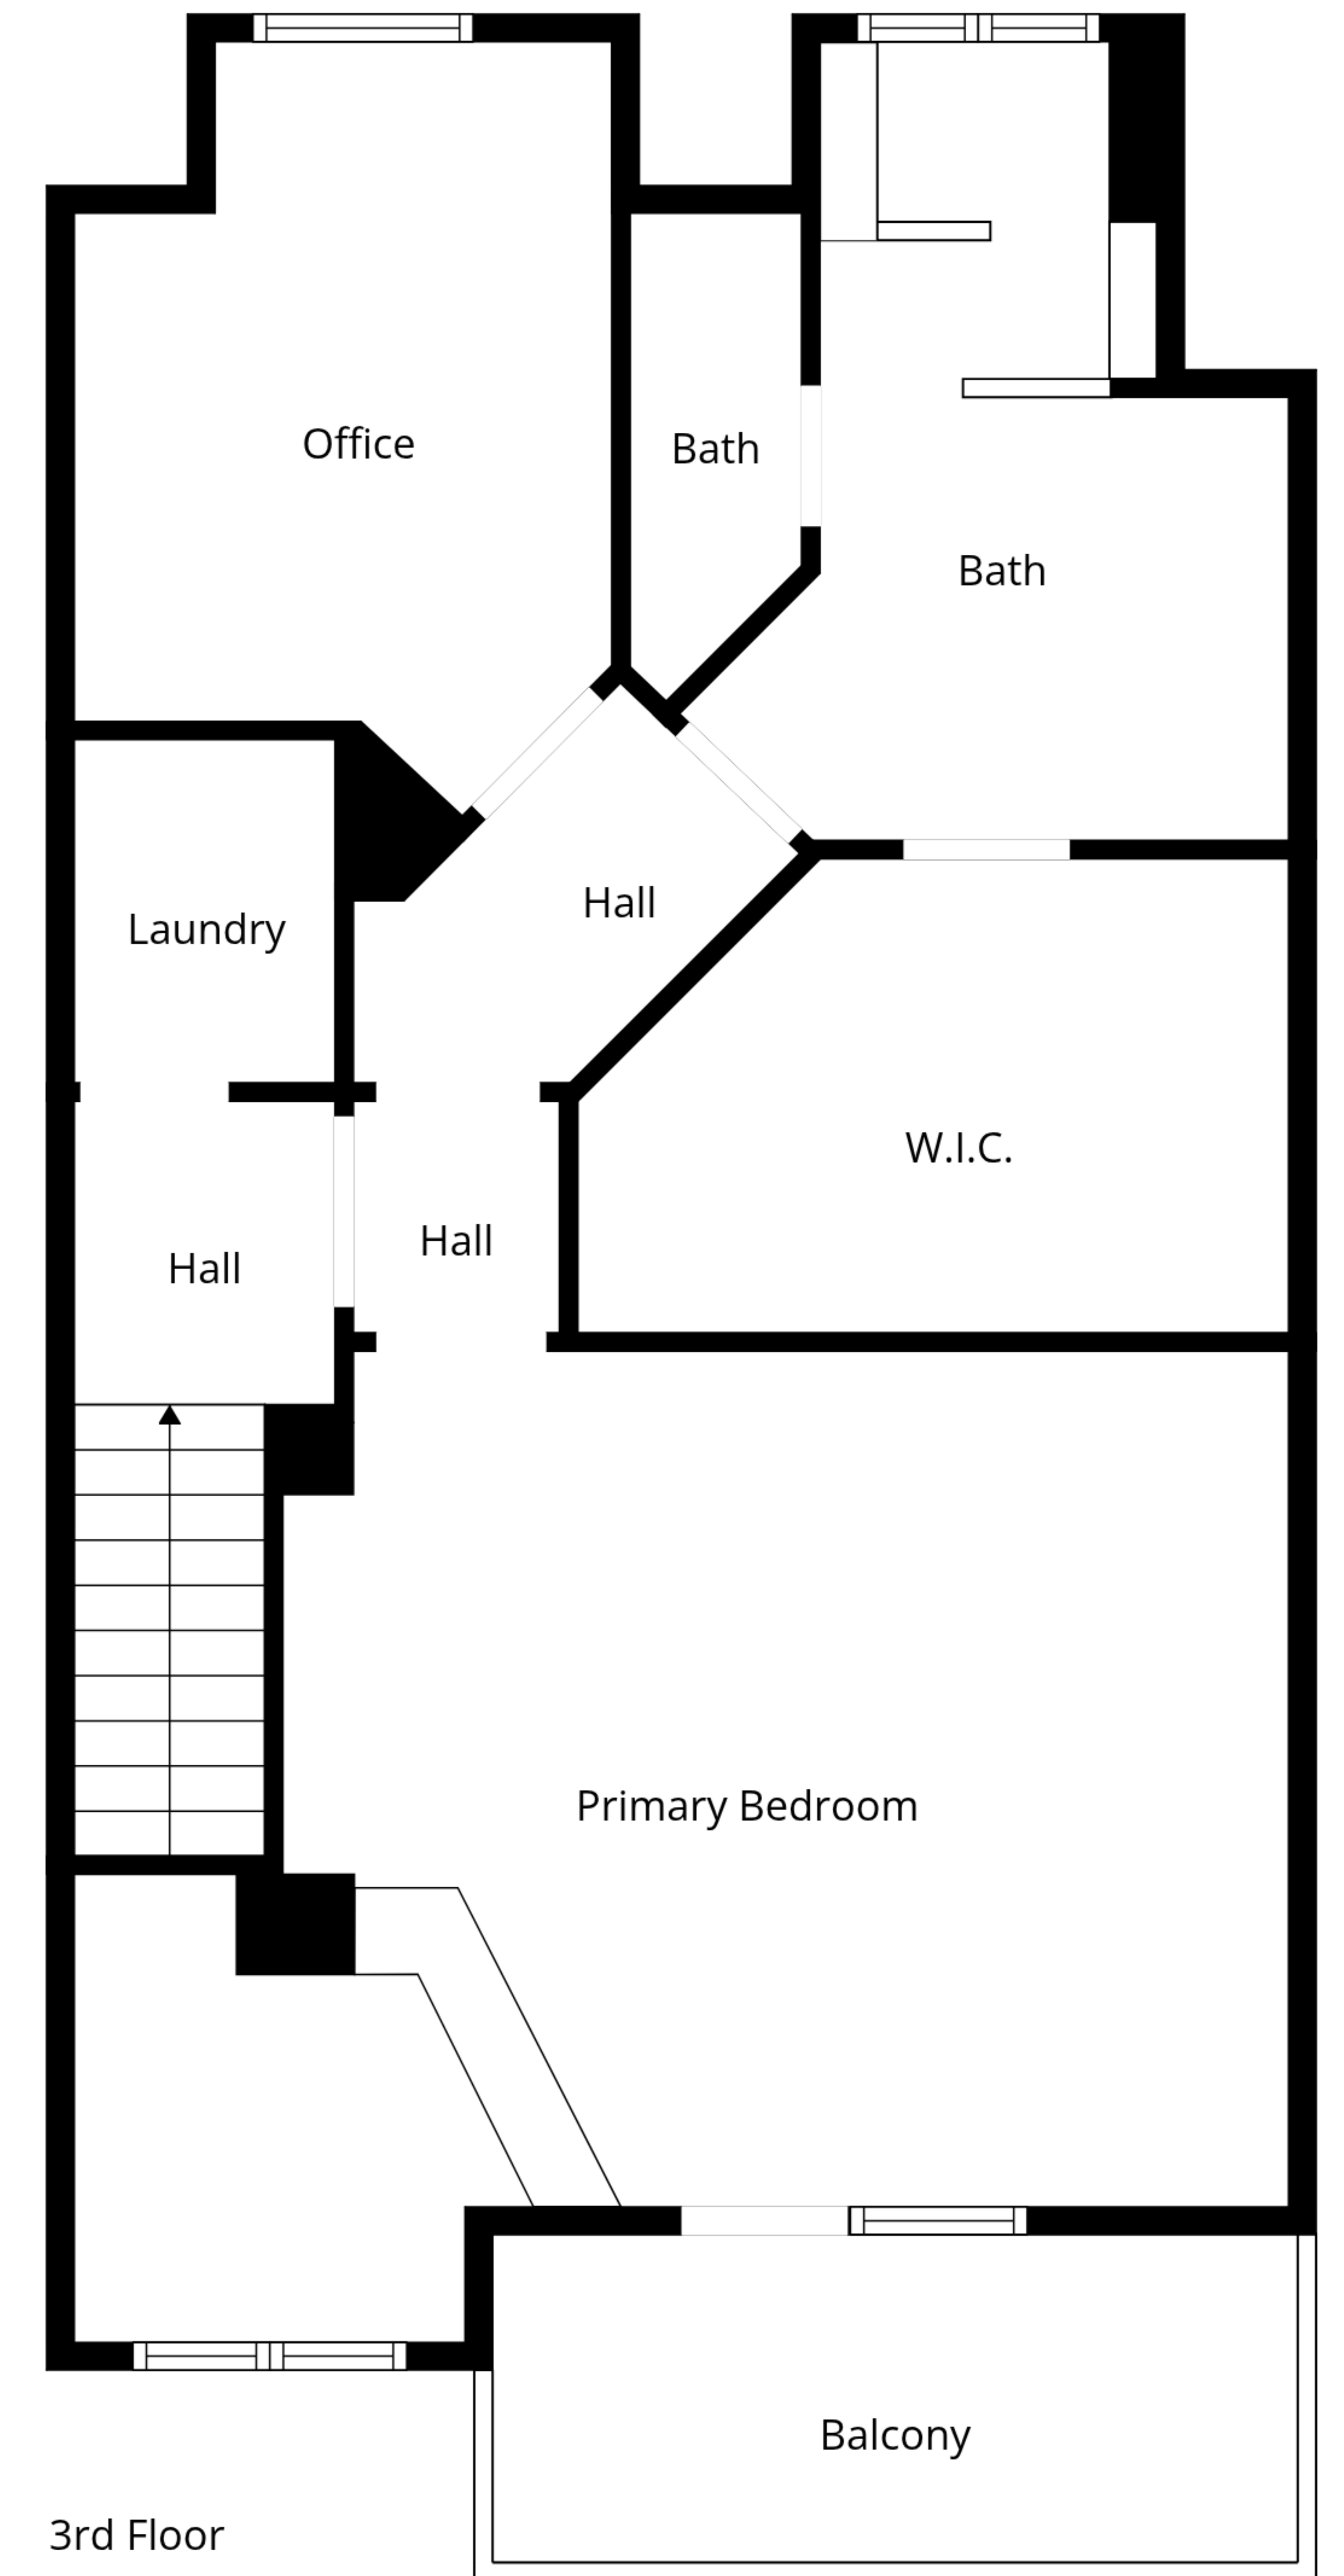 Office
Bath
Bath
Laundry
Hall
W.I.C.
Hall
Hall
Primary Bedroom
Balcony
3rd Floor